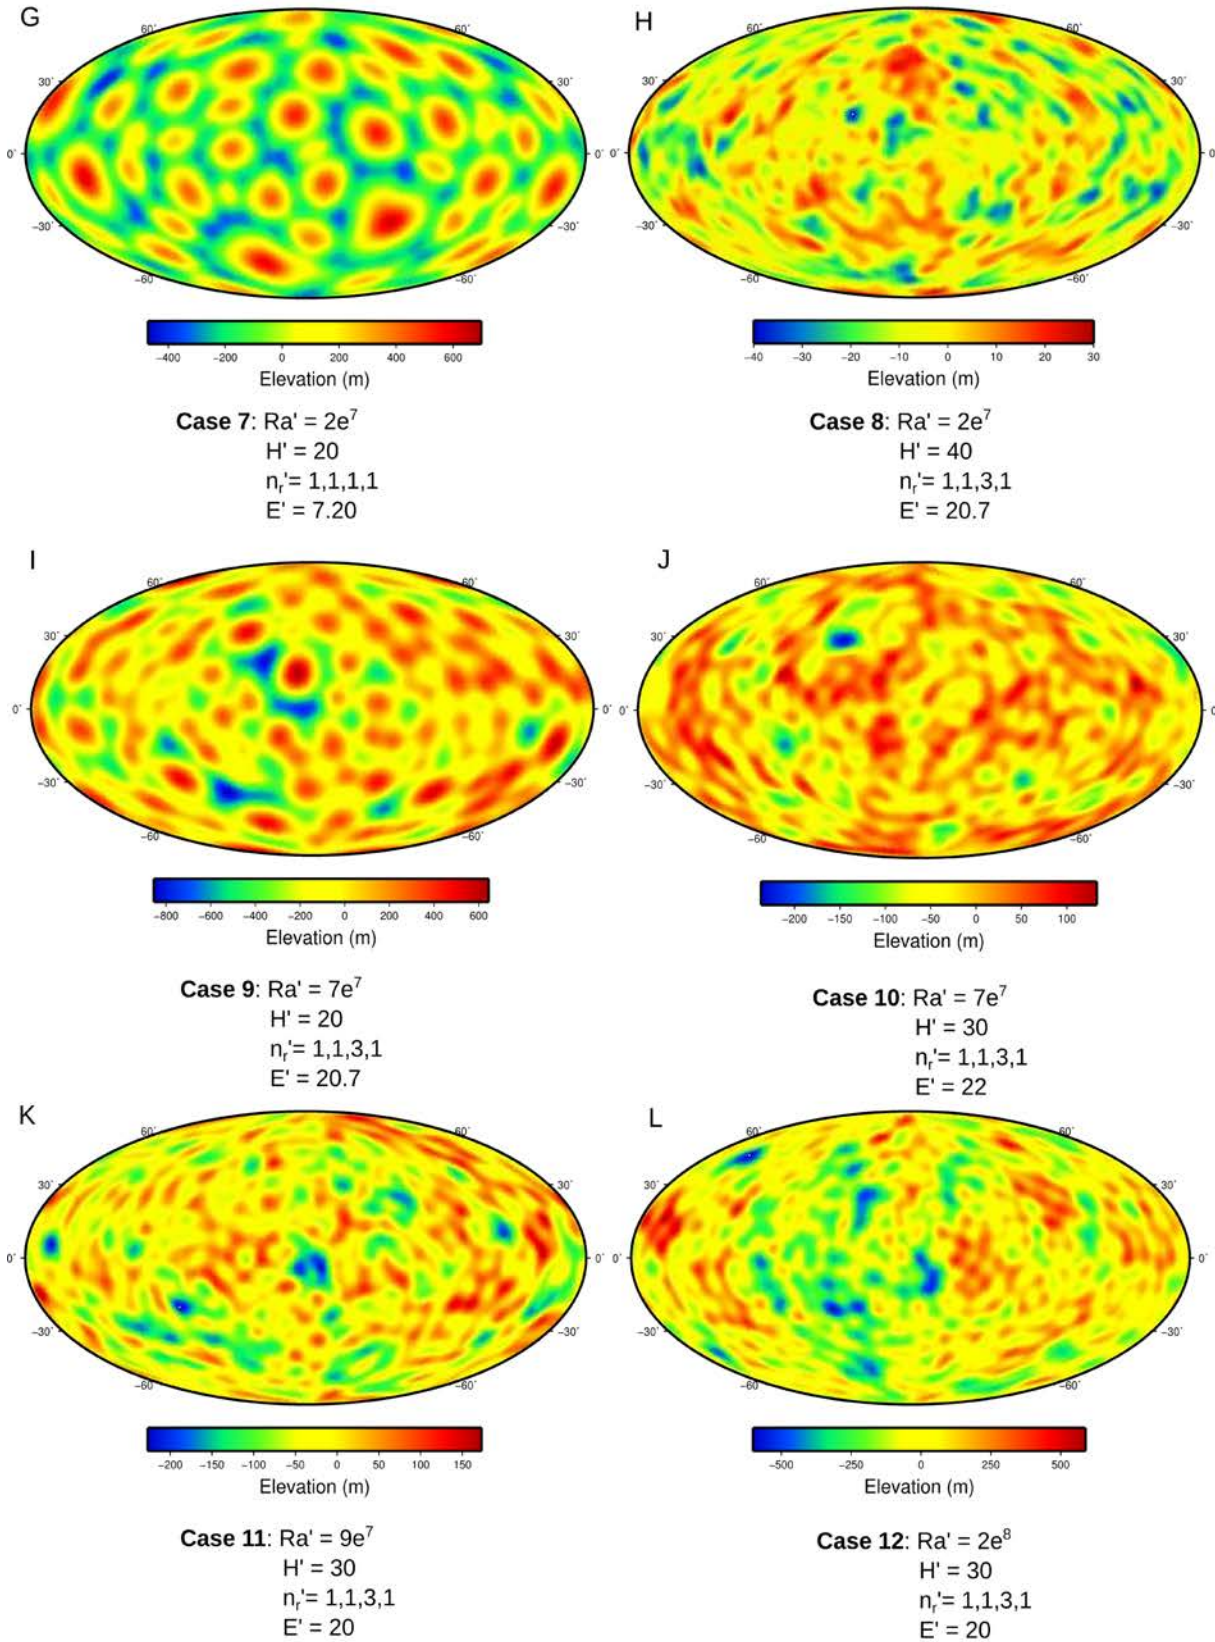 G
60°
60°
30°
30°
0°
0°
−30°
−30°
−60°
−60°
−400 −200 0 200 400 600
Elevation (m)
Case 7: Ra' = 2e⁷
H' = 20
nᵣ'= 1,1,1,1
E' = 7.20
H
60°
60°
30°
30°
0°
0°
−30°
−30°
−60°
−60°
−40 −30 −20 −10 0 10 20 30
Elevation (m)
Case 8: Ra' = 2e⁷
H' = 40
nᵣ'= 1,1,3,1
E' = 20.7
I
60°
60°
30°
30°
0°
0°
−30°
−30°
−60°
−60°
−800 −600 −400 −200 0 200 400 600
Elevation (m)
Case 9: Ra' = 7e⁷
H' = 20
nᵣ'= 1,1,3,1
E' = 20.7
J
60°
60°
30°
30°
0°
0°
−30°
−30°
−60°
−60°
−200 −150 −100 −50 0 50 100
Elevation (m)
Case 10: Ra' = 7e⁷
H' = 30
nᵣ'= 1,1,3,1
E' = 22
K
60°
60°
30°
30°
0°
0°
−30°
−30°
−60°
−60°
−200 −150 −100 −50 0 50 100 150
Elevation (m)
Case 11: Ra' = 9e⁷
H' = 30
nᵣ'= 1,1,3,1
E' = 20
L
60°
60°
30°
30°
0°
0°
−30°
−30°
−60°
−60°
−500 −250 0 250 500
Elevation (m)
Case 12: Ra' = 2e⁸
H' = 30
nᵣ'= 1,1,3,1
E' = 20